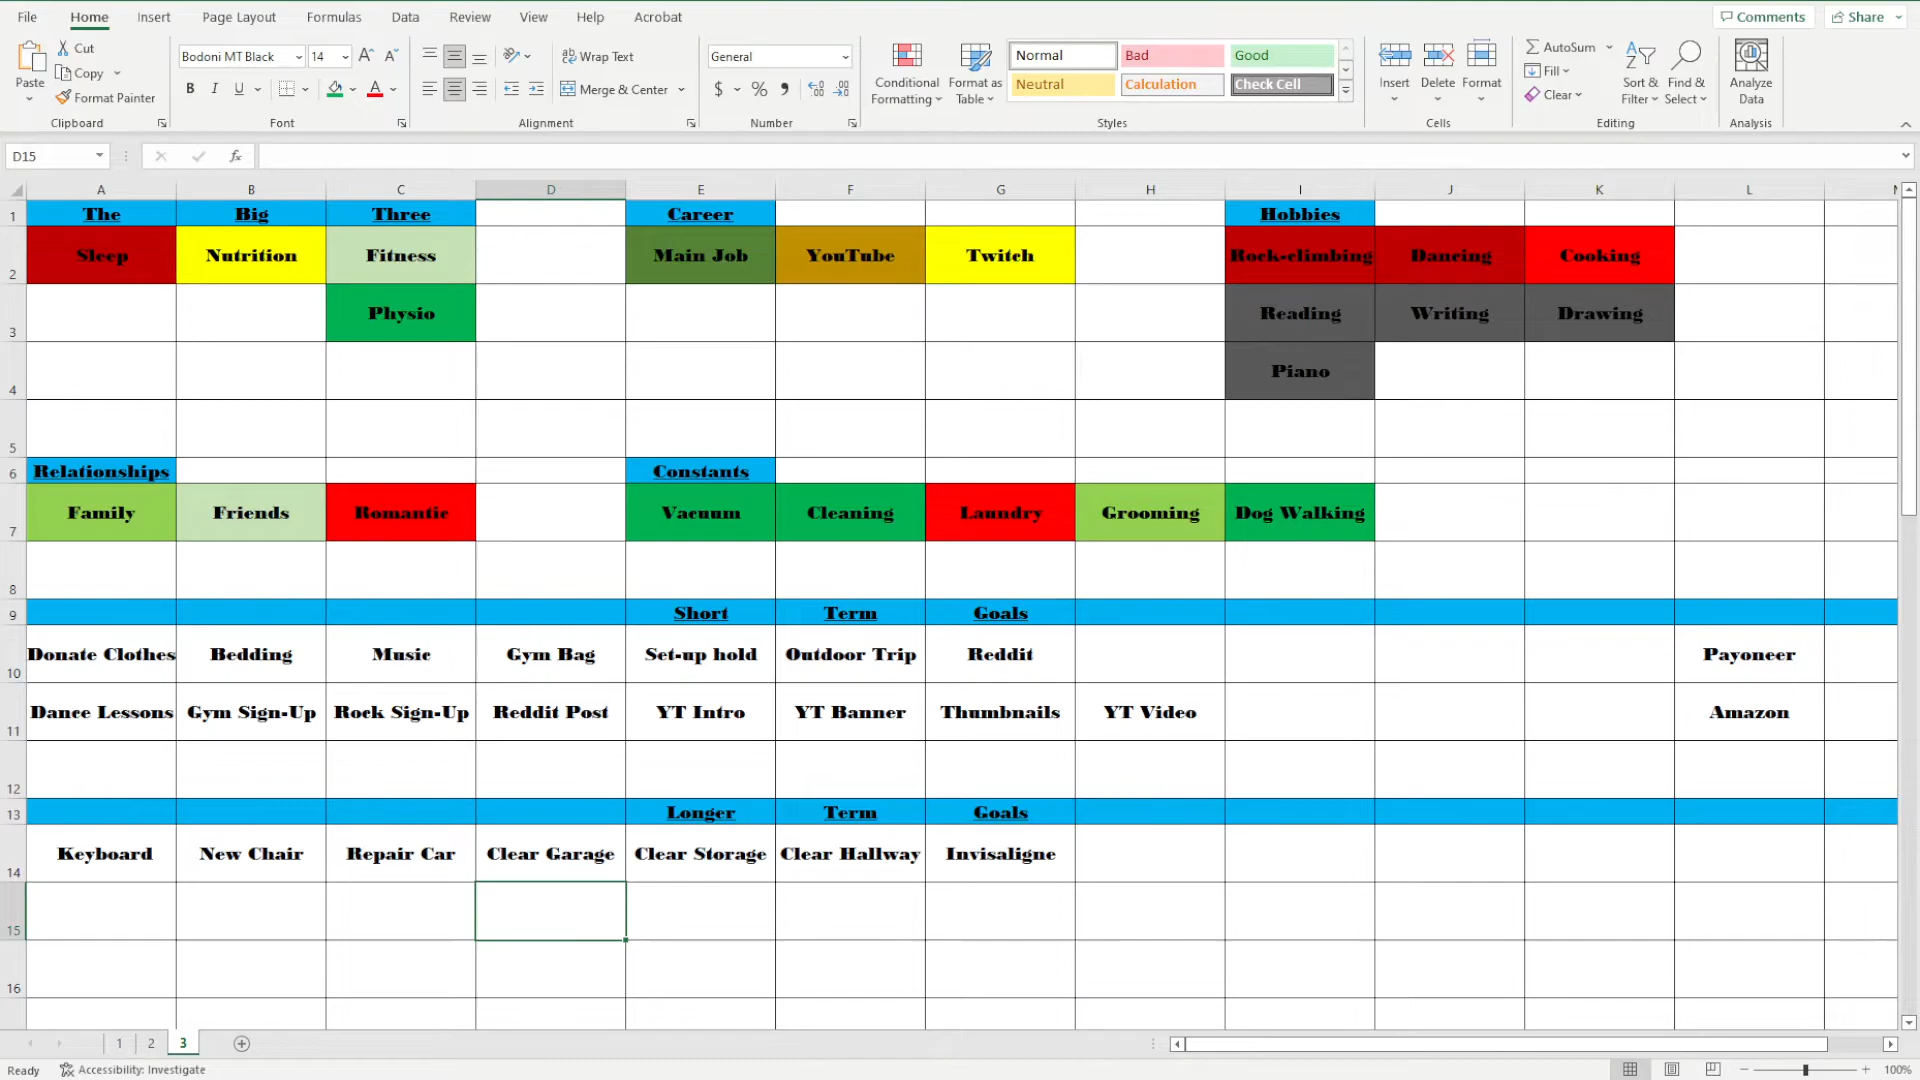 File Home Insert Page Layout Formulas Data Review View Help Acrobat Comments Share
Paste Cut Copy Format Painter Clipboard
Bodoni MT Black 14 B I U Font
Wrap Text Merge & Center Alignment
General $ % Number
Conditional Formatting Format as Table
Normal Bad Good
Neutral Calculation Check Cell
Styles
Insert Delete Format Cells
AutoSum Fill Clear Sort & Filter Find & Select Editing
Analyze Data Analysis
D15 fx
A B C D E F G H I J K L
1 The Big Three Career Hobbies
2 Sleep Nutrition Fitness Main Job YouTube Twitch Rock-climbing Dancing Cooking
3 Physio Reading Writing Drawing
4 Piano
5
6 Relationships Constants
7 Family Friends Romantic Vacuum Cleaning Laundry Grooming Dog Walking
8
9 Short Term Goals
10 Donate Clothes Bedding Music Gym Bag Set-up hold Outdoor Trip Reddit Payoneer
11 Dance Lessons Gym Sign-Up Rock Sign-Up Reddit Post YT Intro YT Banner Thumbnails YT Video Amazon
12
13 Longer Term Goals
14 Keyboard New Chair Repair Car Clear Garage Clear Storage Clear Hallway Invisaligne
15
16
1 2 3
Ready Accessibility: Investigate 100%